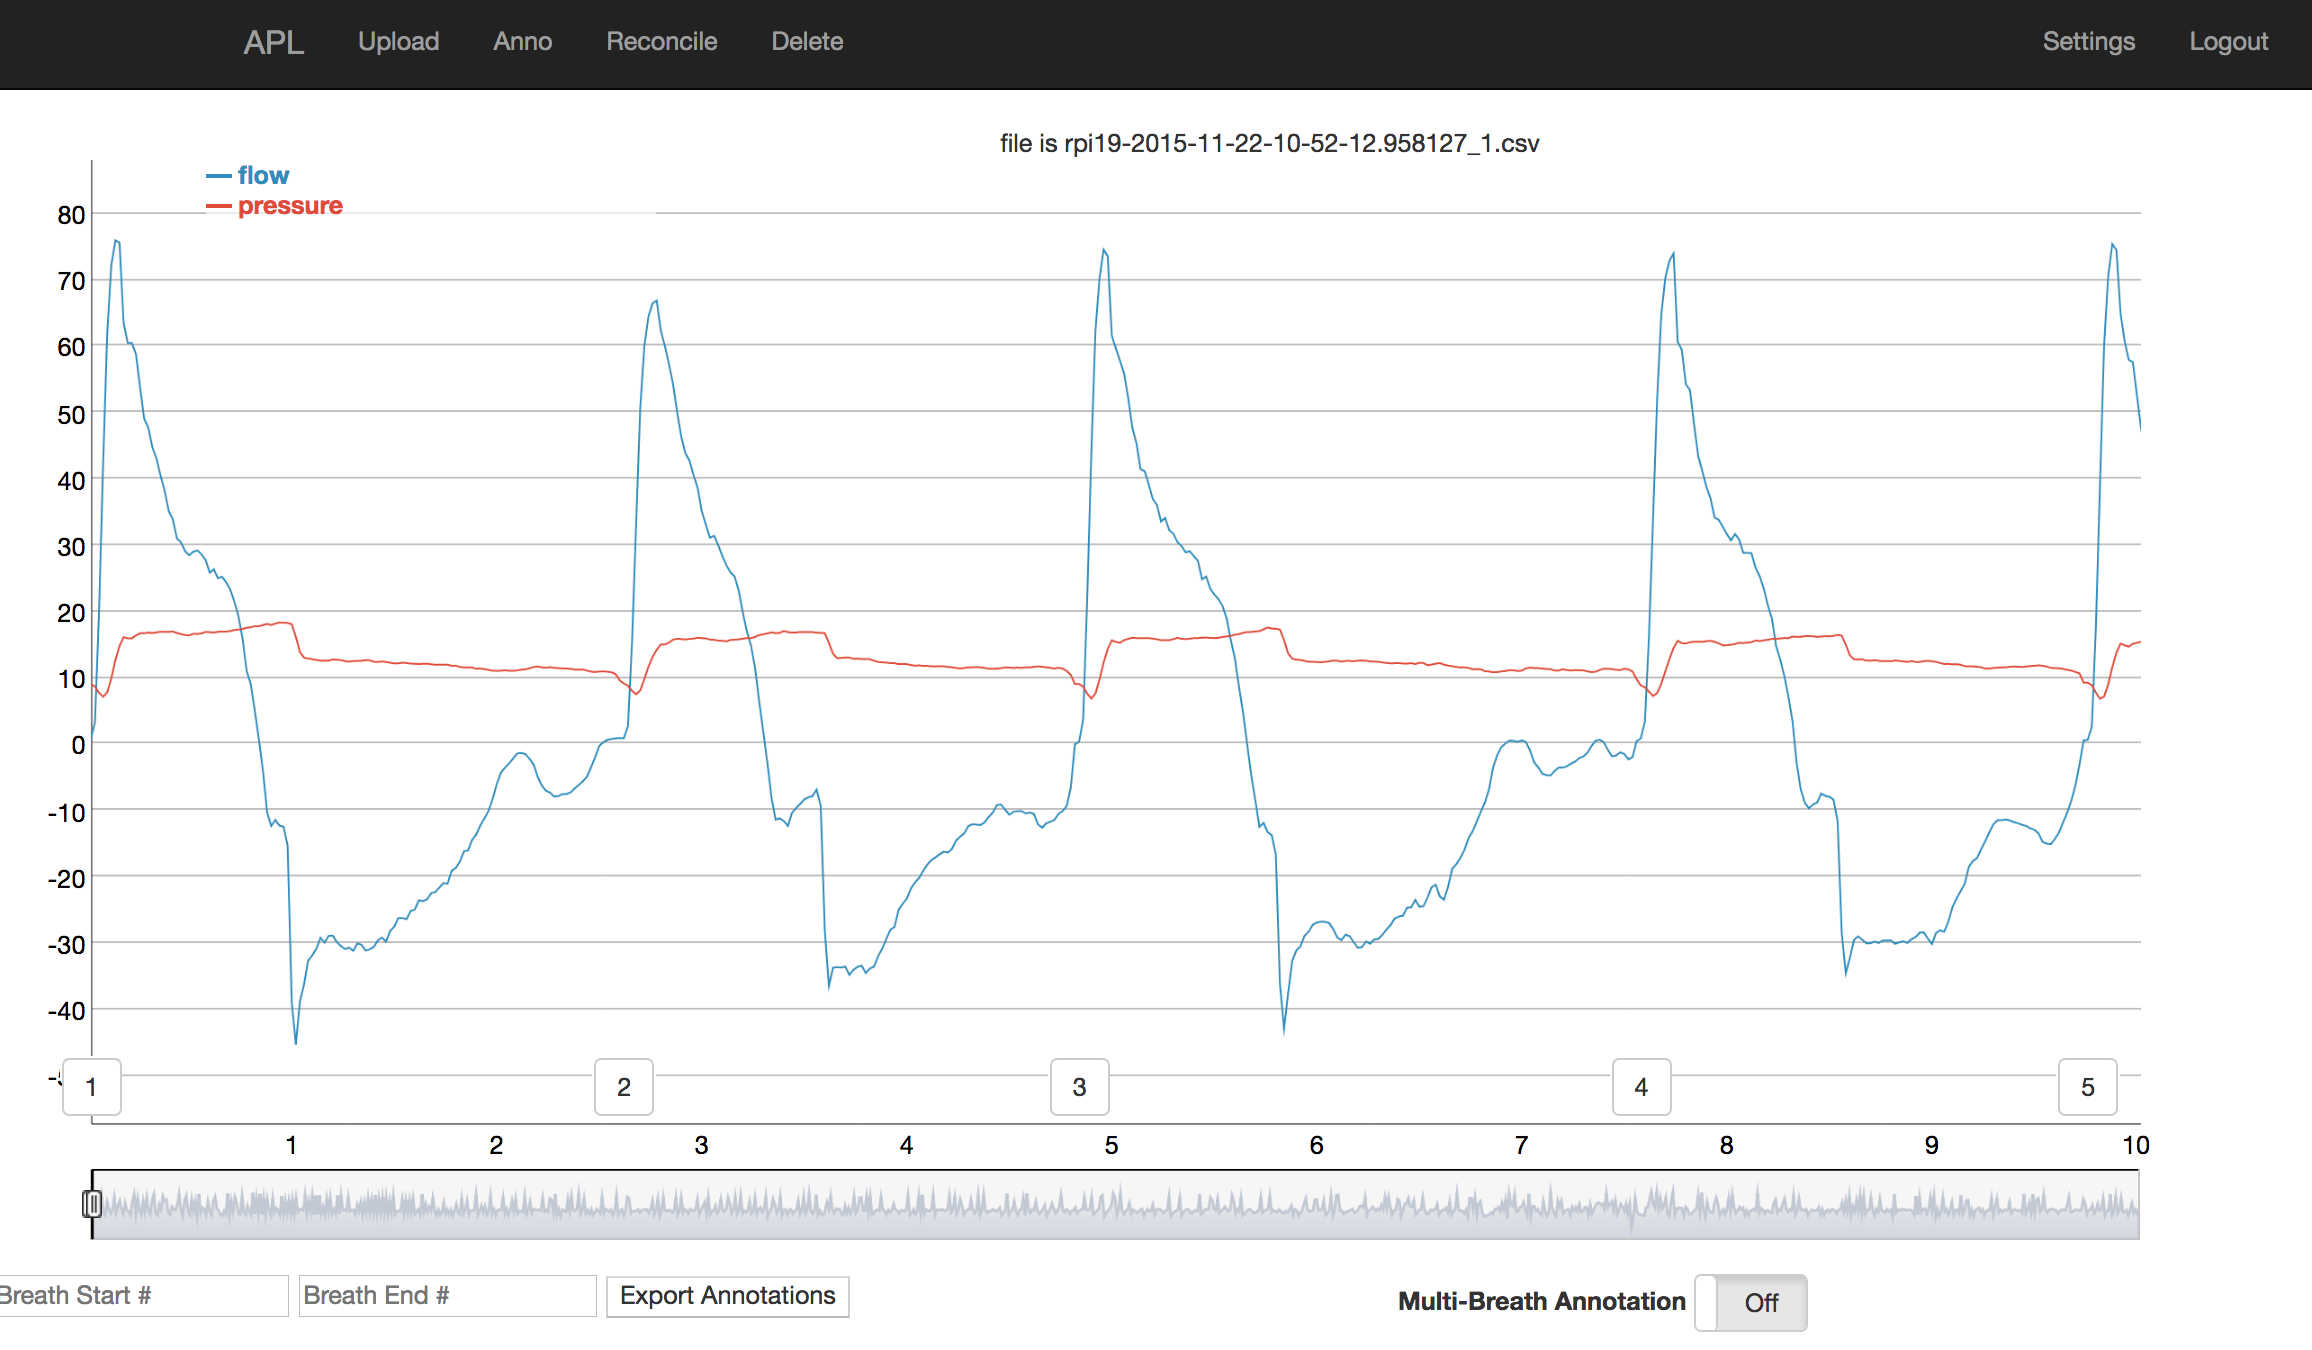 APL Upload Anno Reconcile Delete Settings Logout
file is rpi19-2015-11-22-10-52-12.958127_1.csv
flow
pressure
80
70
60
50
40
30
20
10
0
-10
-20
-30
-40
1 2 3 4 5
1 2 3 4 5 6 7 8 9 10
Breath Start # Breath End # Export Annotations Multi-Breath Annotation Off